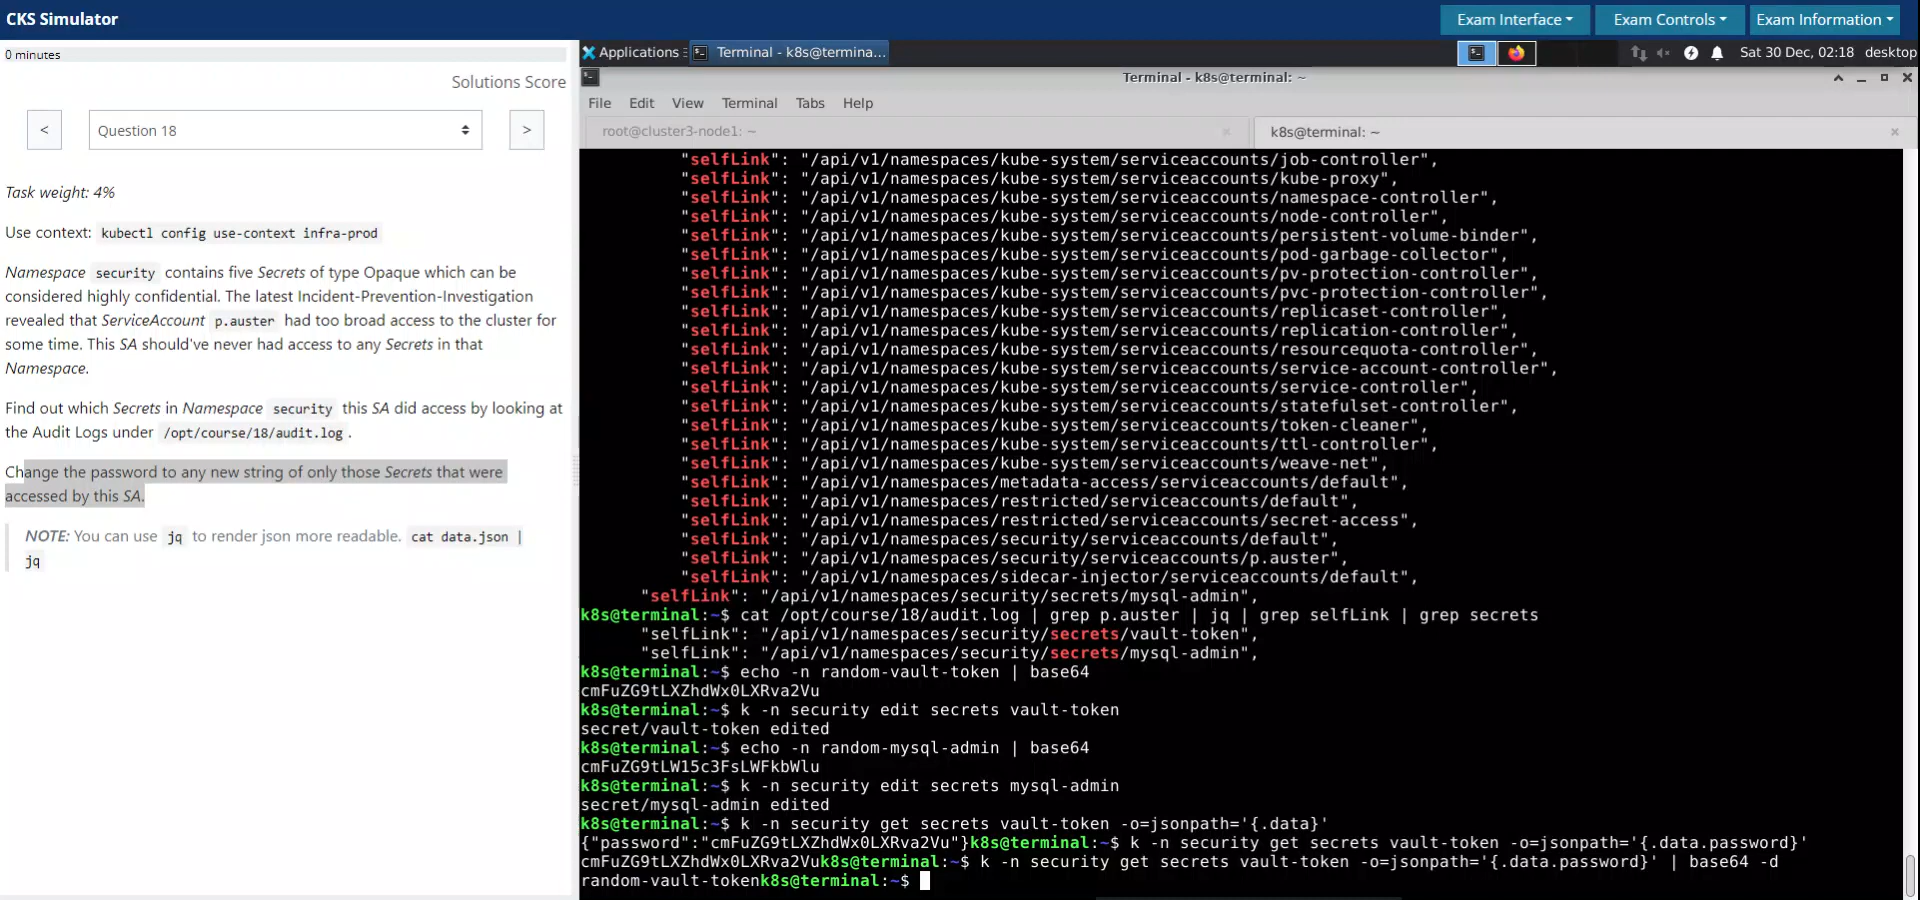 CKS Simulator
Exam Interface
Exam Controls
Exam Information
0 minutes
Solutions Score
<
Question 18
>
Task weight: 4%
Use context: kubectl config use-context infra-prod
Namespace security contains five Secrets of type Opaque which can be
considered highly confidential. The latest Incident-Prevention-Investigation
revealed that ServiceAccount p.auster had too broad access to the cluster for
some time. This SA should've never had access to any Secrets in that
Namespace.
Find out which Secrets in Namespace security this SA did access by looking at
the Audit Logs under /opt/course/18/audit.log .
Change the password to any new string of only those Secrets that were
accessed by this SA.
NOTE: You can use jq to render json more readable. cat data.json |
jq
Applications
Terminal - k8s@termina...
Sat 30 Dec, 02:18
desktop
Terminal - k8s@terminal: ~
File Edit View Terminal Tabs Help
root@cluster3-node1: ~
k8s@terminal: ~
"selfLink": "/api/v1/namespaces/kube-system/serviceaccounts/job-controller",
"selfLink": "/api/v1/namespaces/kube-system/serviceaccounts/kube-proxy",
"selfLink": "/api/v1/namespaces/kube-system/serviceaccounts/namespace-controller",
"selfLink": "/api/v1/namespaces/kube-system/serviceaccounts/node-controller",
"selfLink": "/api/v1/namespaces/kube-system/serviceaccounts/persistent-volume-binder",
"selfLink": "/api/v1/namespaces/kube-system/serviceaccounts/pod-garbage-collector",
"selfLink": "/api/v1/namespaces/kube-system/serviceaccounts/pv-protection-controller",
"selfLink": "/api/v1/namespaces/kube-system/serviceaccounts/pvc-protection-controller",
"selfLink": "/api/v1/namespaces/kube-system/serviceaccounts/replicaset-controller",
"selfLink": "/api/v1/namespaces/kube-system/serviceaccounts/replication-controller",
"selfLink": "/api/v1/namespaces/kube-system/serviceaccounts/resourcequota-controller",
"selfLink": "/api/v1/namespaces/kube-system/serviceaccounts/service-account-controller",
"selfLink": "/api/v1/namespaces/kube-system/serviceaccounts/service-controller",
"selfLink": "/api/v1/namespaces/kube-system/serviceaccounts/statefulset-controller",
"selfLink": "/api/v1/namespaces/kube-system/serviceaccounts/token-cleaner",
"selfLink": "/api/v1/namespaces/kube-system/serviceaccounts/ttl-controller",
"selfLink": "/api/v1/namespaces/kube-system/serviceaccounts/weave-net",
"selfLink": "/api/v1/namespaces/metadata-access/serviceaccounts/default",
"selfLink": "/api/v1/namespaces/restricted/serviceaccounts/default",
"selfLink": "/api/v1/namespaces/restricted/serviceaccounts/secret-access",
"selfLink": "/api/v1/namespaces/security/serviceaccounts/default",
"selfLink": "/api/v1/namespaces/security/serviceaccounts/p.auster",
"selfLink": "/api/v1/namespaces/sidecar-injector/serviceaccounts/default",
"selfLink": "/api/v1/namespaces/security/secrets/mysql-admin",
k8s@terminal:~$ cat /opt/course/18/audit.log | grep p.auster | jq | grep selfLink | grep secrets
"selfLink": "/api/v1/namespaces/security/secrets/vault-token",
"selfLink": "/api/v1/namespaces/security/secrets/mysql-admin",
k8s@terminal:~$ echo -n random-vault-token | base64
cmFuZG9tLXZhdWx0LXRva2Vu
k8s@terminal:~$ k -n security edit secrets vault-token
secret/vault-token edited
k8s@terminal:~$ echo -n random-mysql-admin | base64
cmFuZG9tLW15c3FsLWFkbWlu
k8s@terminal:~$ k -n security edit secrets mysql-admin
secret/mysql-admin edited
k8s@terminal:~$ k -n security get secrets vault-token -o=jsonpath='{.data}'
{"password":"cmFuZG9tLXZhdWx0LXRva2Vu"}k8s@terminal:~$ k -n security get secrets vault-token -o=jsonpath='{.data.password}'
cmFuZG9tLXZhdWx0LXRva2Vuk8s@terminal:~$ k -n security get secrets vault-token -o=jsonpath='{.data.password}' | base64 -d
random-vault-tokenk8s@terminal:~$